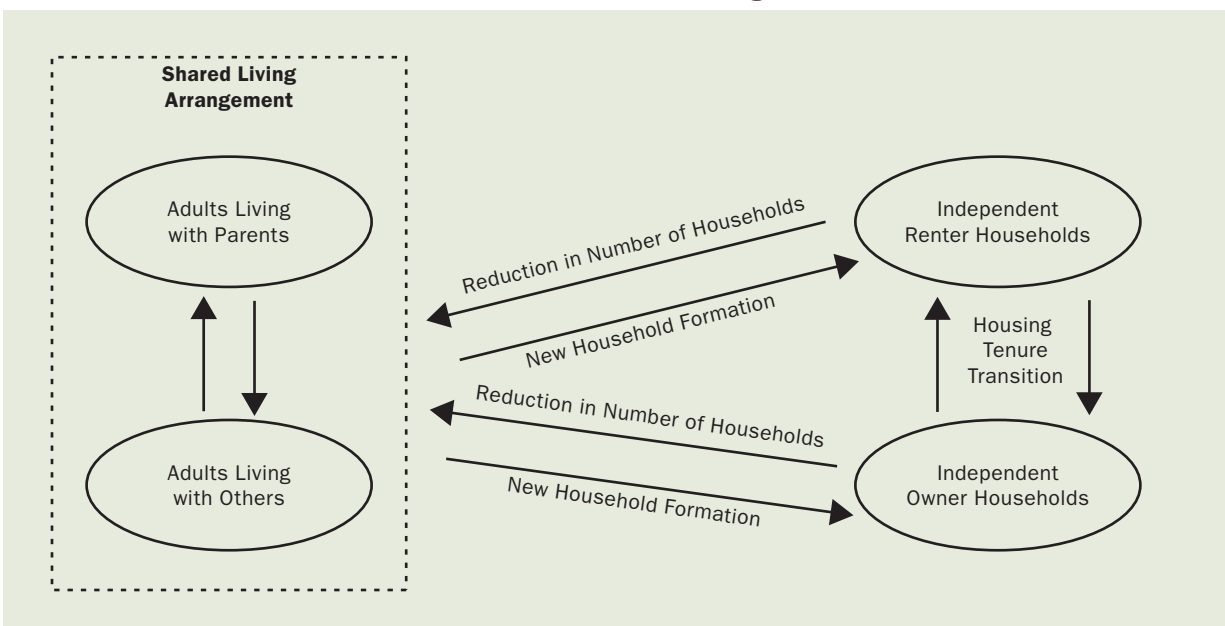 Shared Living
Arrangement
Adults Living
with Parents
Adults Living
with Others
Reduction in Number of Households
New Household Formation
Reduction in Number of Households
New Household Formation
Independent
Renter Households
Housing
Tenure
Transition
Independent
Owner Households